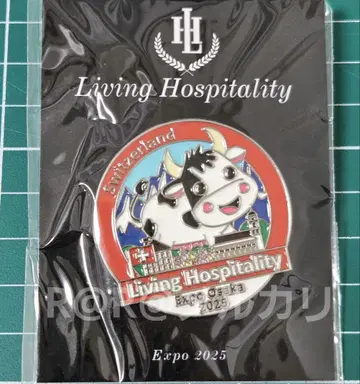 HL
Living Hospitality
Switzerland
Living Hospitality
Expo Osaka
2025
Expo 2025